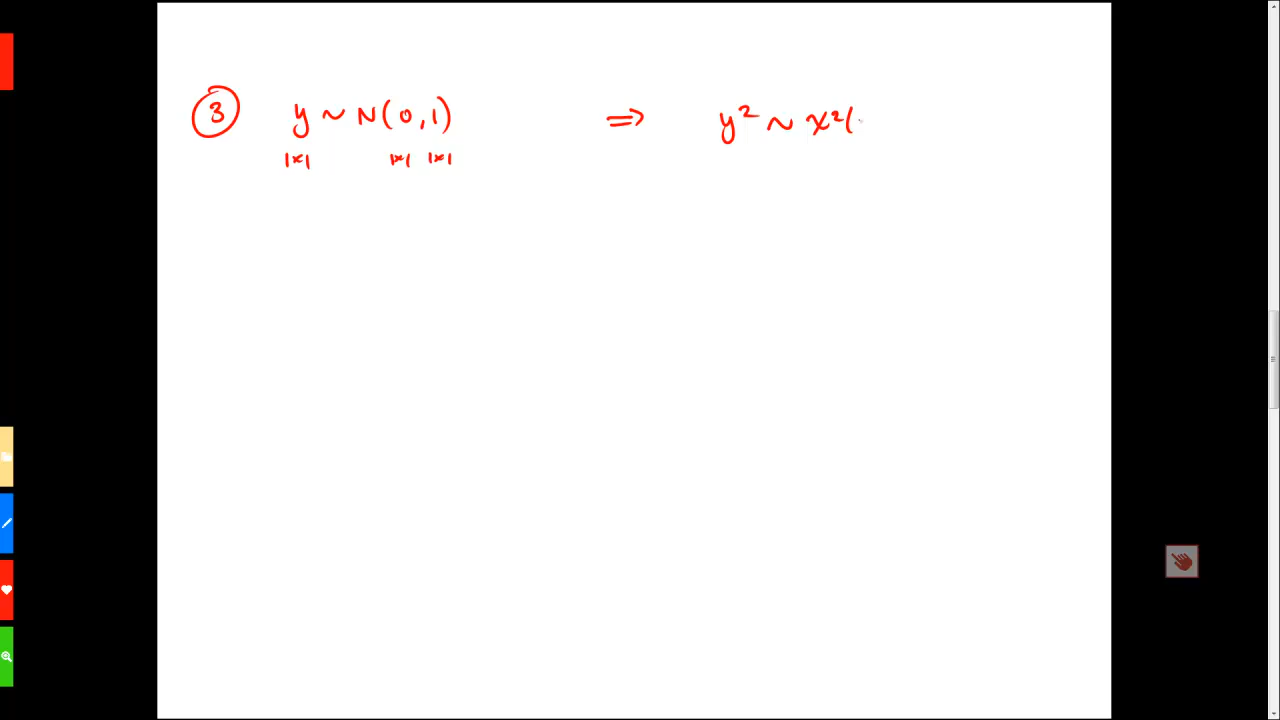 ③ y ~ N(0,1) ⇒ y² ~ χ²(
1×1 1×1 1×1